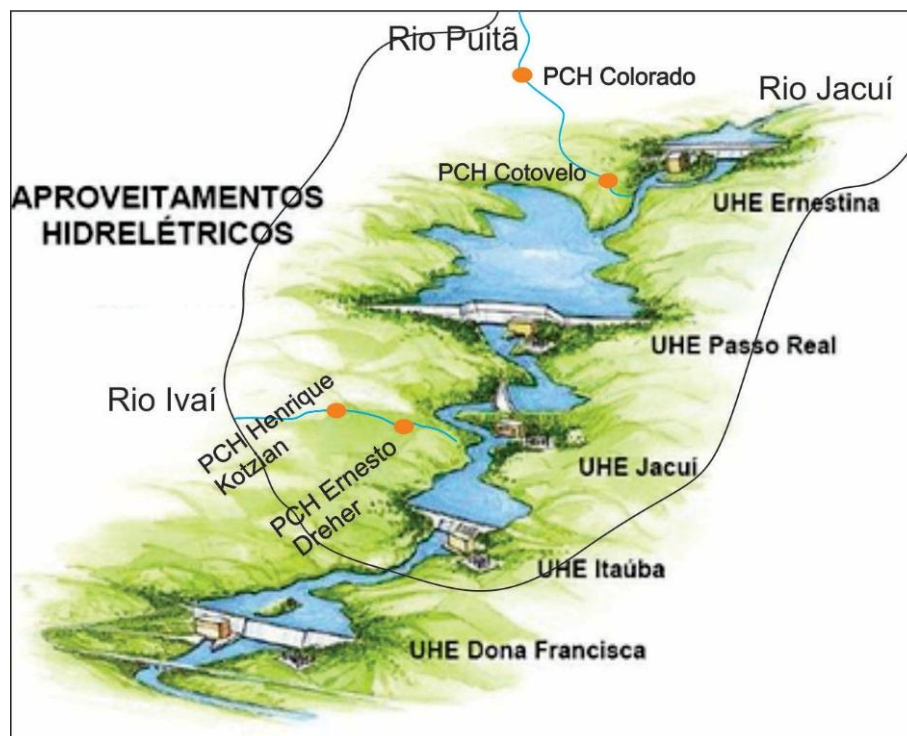 Rio Puitã
PCH Colorado
Rio Jacuí
PCH Cotovelo
APROVEITAMENTOS
HIDRELÉTRICOS
UHE Ernestina
UHE Passo Real
Rio Ivaí
PCH Henrique
Kotzian
PCH Ernesto
Dreher
UHE Jacuí
UHE Itaúba
UHE Dona Francisca